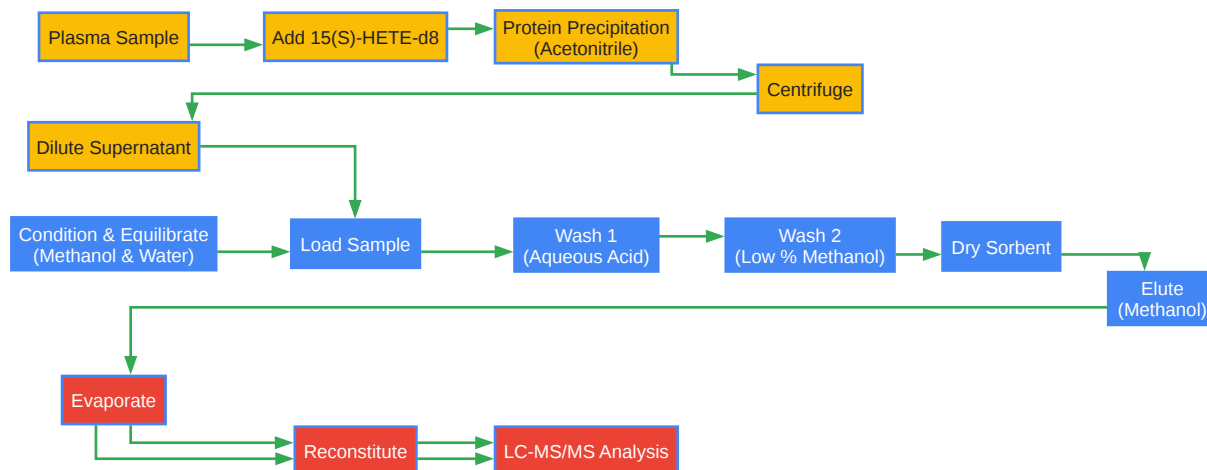 Plasma Sample
Add 15(S)-HETE-d8
Protein Precipitation
(Acetonitrile)
Centrifuge
Dilute Supernatant
Condition & Equilibrate
(Methanol & Water)
Load Sample
Wash 1
(Aqueous Acid)
Wash 2
(Low % Methanol)
Dry Sorbent
Elute
(Methanol)
Evaporate
Reconstitute
LC-MS/MS Analysis